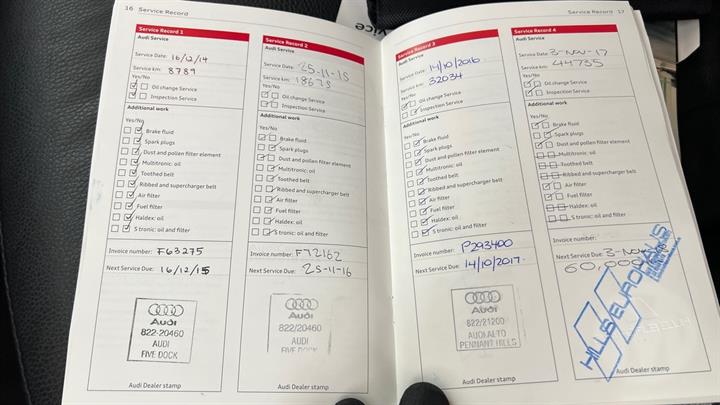 16 Service Record
Service Record 1
Audi Service
Service Date: 16/12/14
Service km: 8789
Yes/No
Oil change Service
Inspection Service
Additional work
Yes/No
Brake fluid
Spark plugs
Dust and pollen filter element
Multitronic: oil
Toothed belt
Ribbed and supercharger belt
Air filter
Fuel filter
Haldex: oil
S tronic: oil and filter
Invoice number: F63275
Next Service Due: 16/12/15
Audi
822-20460
AUDI
FIVE DOCK
Audi Dealer stamp
Service Record 2
Audi Service
Service Date: 25-11-15
Service km: 18673
Yes/No
Oil change Service
Inspection Service
Additional work
Yes/No
Brake fluid
Spark plugs
Dust and pollen filter element
Multitronic: oil
Toothed belt
Ribbed and supercharger belt
Air filter
Fuel filter
Haldex: oil
S tronic: oil and filter
Invoice number: F72162
Next Service Due: 25-11-16
Audi
822/20460
AUDI
FIVE DOCK
Audi Dealer stamp
Service Record 17
Service Record 3
Audi Service
Service Date: 14/10/2016
Service km: 32034
Yes/No
Oil change Service
Inspection Service
Additional work
Yes/No
Brake fluid
Spark plugs
Dust and pollen filter element
Multitronic: oil
Toothed belt
Ribbed and supercharger belt
Air filter
Fuel filter
Haldex: oil
S tronic: oil and filter
Invoice number: P293400
Next Service Due: 14/10/2017
Audi
822/21200
AUDI ALTO
PENNANT HILLS
Audi Dealer stamp
Service Record 4
Audi Service
Service Date: 3-Nov-17
Service km: 44735
Yes/No
Oil change Service
Inspection Service
Additional work
Yes/No
Brake fluid
Spark plugs
Dust and pollen filter element
Multitronic: oil
Toothed belt
Ribbed and supercharger belt
Air filter
Fuel filter
Haldex: oil
S tronic: oil and filter
Invoice number:
Next Service Due: 3-Nov
60,000
HILLS EUROPEAN
Audi Dealer stamp